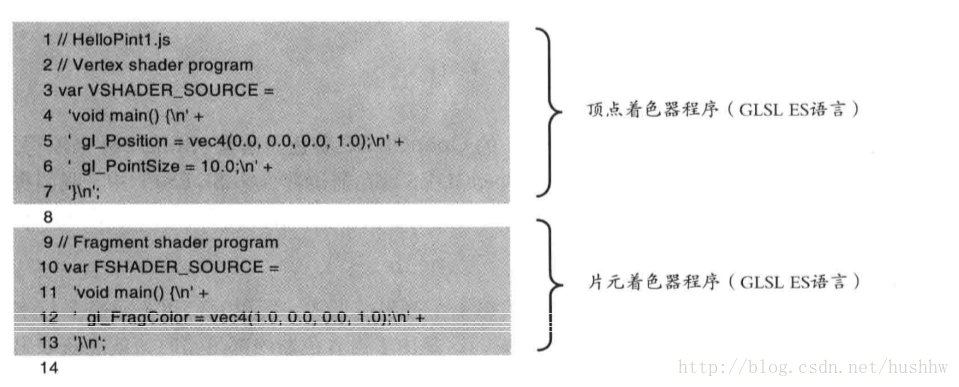 1 // HelloPint1.js
2 // Vertex shader program
3 var VSHADER_SOURCE =
4 'void main() {\n' +
5 ' gl_Position = vec4(0.0, 0.0, 0.0, 1.0);\n' +
6 ' gl_PointSize = 10.0;\n' +
7 '}\n';
顶点着色器程序（GLSL ES语言）
8
9 // Fragment shader program
10 var FSHADER_SOURCE =
11 'void main() {\n' +
12 ' gl_FragColor = vec4(1.0, 0.0, 0.0, 1.0);\n' +
13 '}\n';
片元着色器程序（GLSL ES语言）
14
http://blog.csdn.net/hushhw